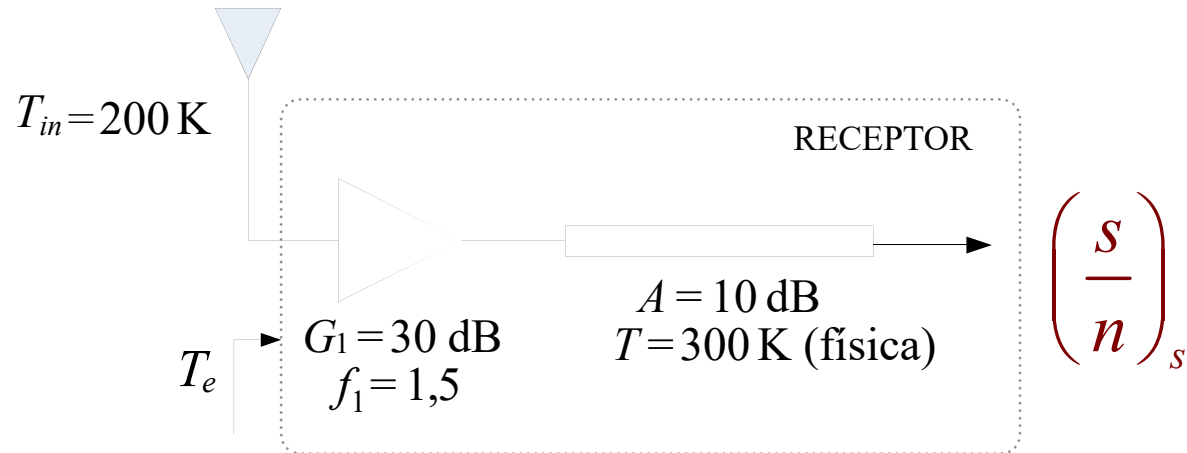 T_in = 200 K
RECEPTOR
A = 10 dB
T = 300 K (física)
G1 = 30 dB
f_1 = 1,5
T_e
(s/n)_s